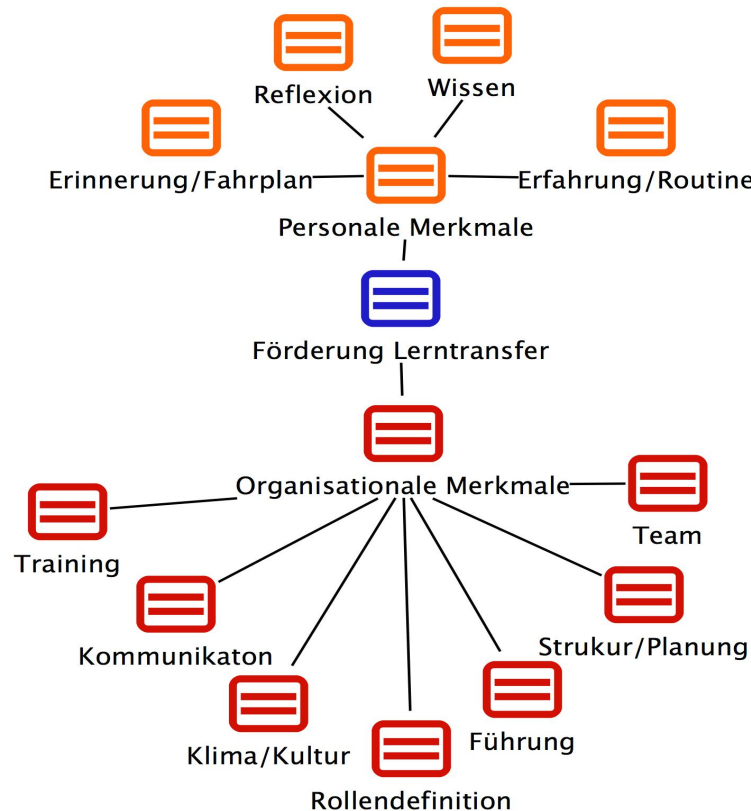 Reflexion
Wissen
Erinnerung/Fahrplan
Erfahrung/Routine
Personale Merkmale
Förderung Lerntransfer
Organisationale Merkmale
Team
Training
Strukur/Planung
Kommunikaton
Führung
Klima/Kultur
Rollendefinition